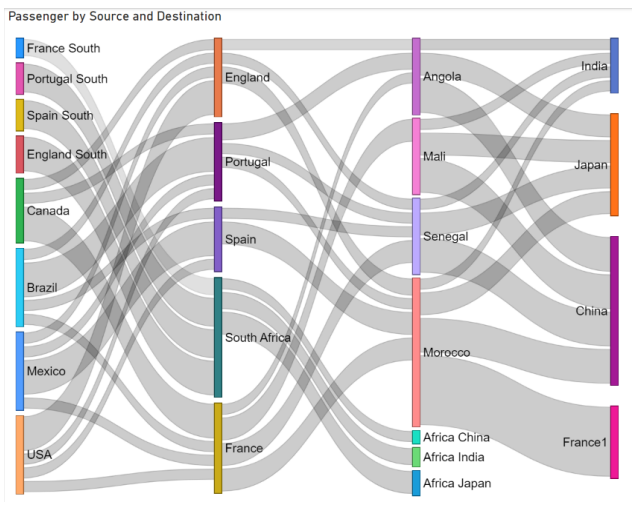 Passenger by Source and Destination
France South
Portugal South
Spain South
England South
Canada
Brazil
Mexico
USA
England
Portugal
Spain
South Africa
France
Angola
Mali
Senegal
Morocco
Africa China
Africa India
Africa Japan
India
Japan
China
France1